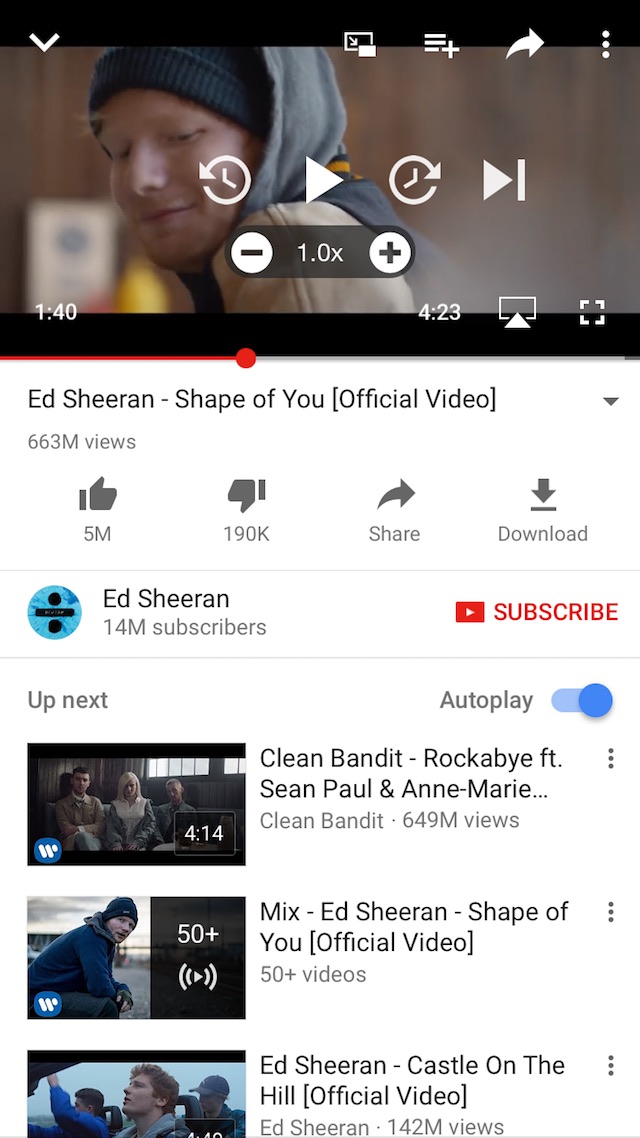 1.0x
1:40
4:23
Ed Sheeran - Shape of You [Official Video]
663M views
5M
190K
Share
Download
Ed Sheeran
14M subscribers
SUBSCRIBE
Up next
Autoplay
4:14
Clean Bandit - Rockabye ft.
Sean Paul & Anne-Marie...
Clean Bandit · 649M views
50+
Mix - Ed Sheeran - Shape of
You [Official Video]
50+ videos
Ed Sheeran - Castle On The
Hill [Official Video]
Ed Sheeran · 142M views